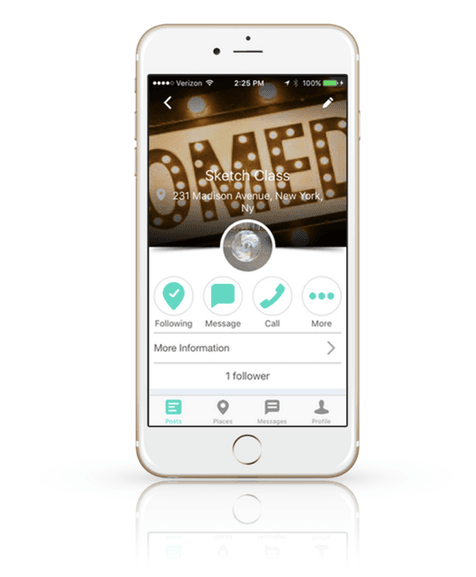 Verizon 2:25 PM 100%
OMED
Sketch Class
231 Madison Avenue, New York,
Ny
Following Message Call More
More Information
1 follower
Posts Places Messages Profile